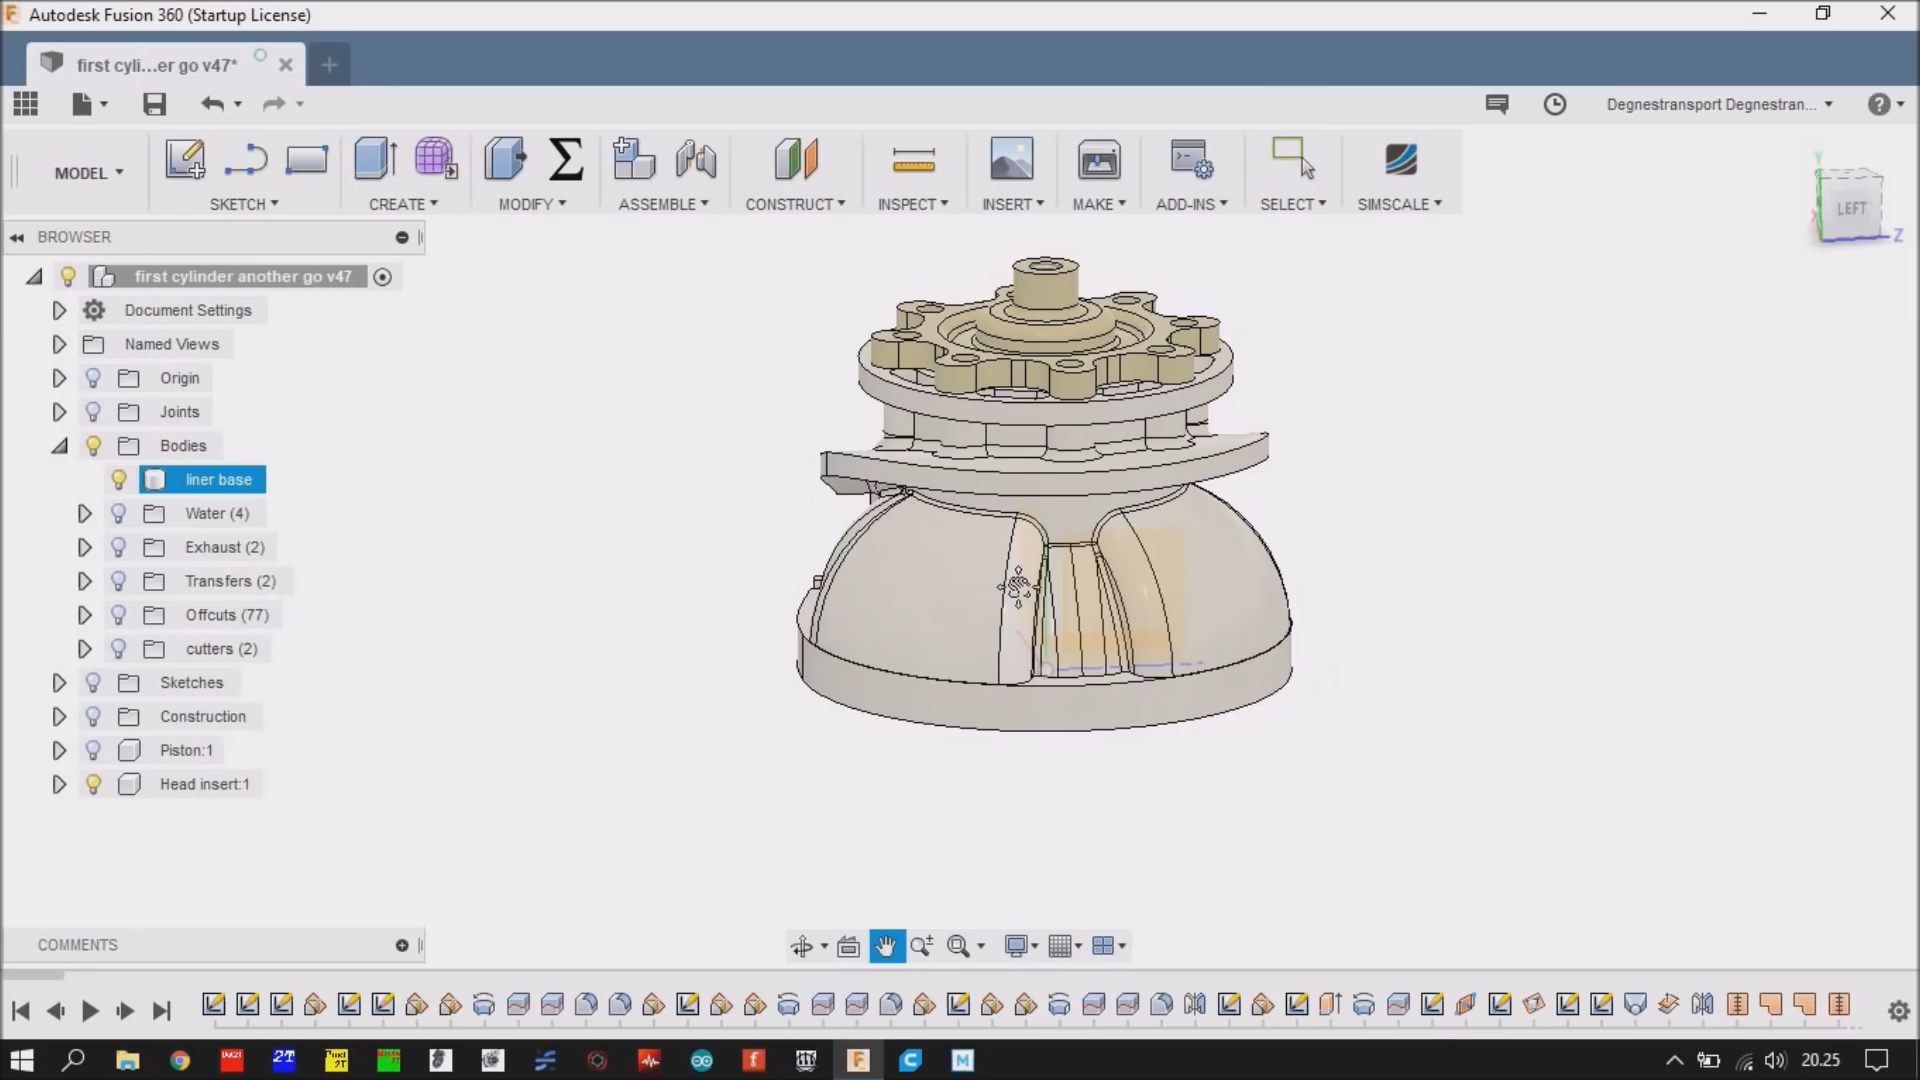 Autodesk Fusion 360 (Startup License)
first cyli...er go v47*
Degnestransport Degnestran...
MODEL
SKETCH
CREATE
MODIFY
ASSEMBLE
CONSTRUCT
INSPECT
INSERT
MAKE
ADD-INS
SELECT
SIMSCALE
LEFT
Y
Z
BROWSER
first cylinder another go v47
Document Settings
Named Views
Origin
Joints
Bodies
liner base
Water (4)
Exhaust (2)
Transfers (2)
Offcuts (77)
cutters (2)
Sketches
Construction
Piston:1
Head insert:1
COMMENTS
2T
20.25